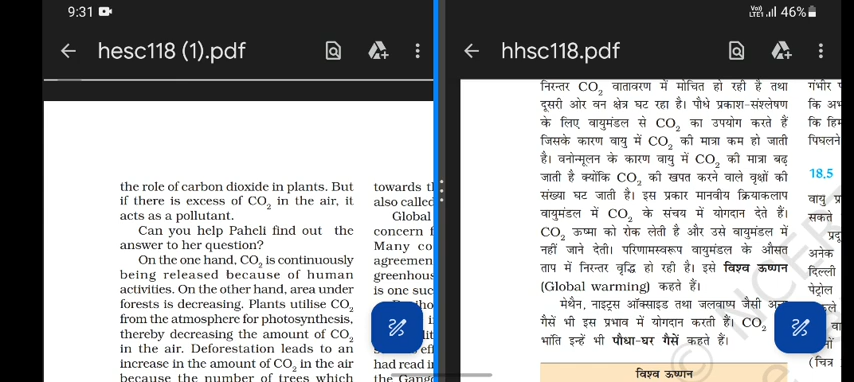 9:31
Vo) LTE1 46%
hesc118 (1).pdf
the role of carbon dioxide in plants. But
if there is excess of CO2 in the air, it
acts as a pollutant.
Can you help Paheli find out the
answer to her question?
On the one hand, CO2 is continuously
being released because of human
activities. On the other hand, area under
forests is decreasing. Plants utilise CO2
from the atmosphere for photosynthesis,
thereby decreasing the amount of CO2
in the air. Deforestation leads to an
increase in the amount of CO2 in the air
because the number of trees which
towards
also called
Global
concern
Many
agreemen
greenhous
is one suc
had read
the Gang
hhsc118.pdf
निरन्तर CO2 वातावरण में मोचित हो रही है तथा
दूसरी ओर वन क्षेत्र घट रहा है। पौधे प्रकाश-संश्लेषण
के लिए वायुमंडल से CO2 का उपयोग करते हैं
जिसके कारण वायु में CO2 की मात्रा कम हो जाती
है। वनोन्मूलन के कारण वायु में CO2 की मात्रा बढ़
जाती है क्योंकि CO2 की खपत करने वाले वृक्षों की
संख्या घट जाती है। इस प्रकार मानवीय क्रियाकलाप
वायुमंडल में CO2 के संचय में योगदान देते हैं।
CO2 ऊष्मा को रोक लेती है और उसे वायुमंडल में
नहीं जाने देती। परिणामस्वरूप वायुमंडल के औसत
ताप में निरन्तर वृद्धि हो रही है। इसे विश्व ऊष्णन
(Global warming) कहते हैं।
मेथैन, नाइट्रस ऑक्साइड तथा जलवाष्प जैसी अन्य
गैसें भी इस प्रभाव में योगदान करती हैं। CO2
भांति इन्हें भी पौधा-घर गैसें कहते हैं।
विश्व ऊष्णन
गंभीर
कि
कि हिम
पिघलने
18.5
वायु
सकते
अनेक
दिल्ली
पेट्रोल
(चित्र
© NCERT